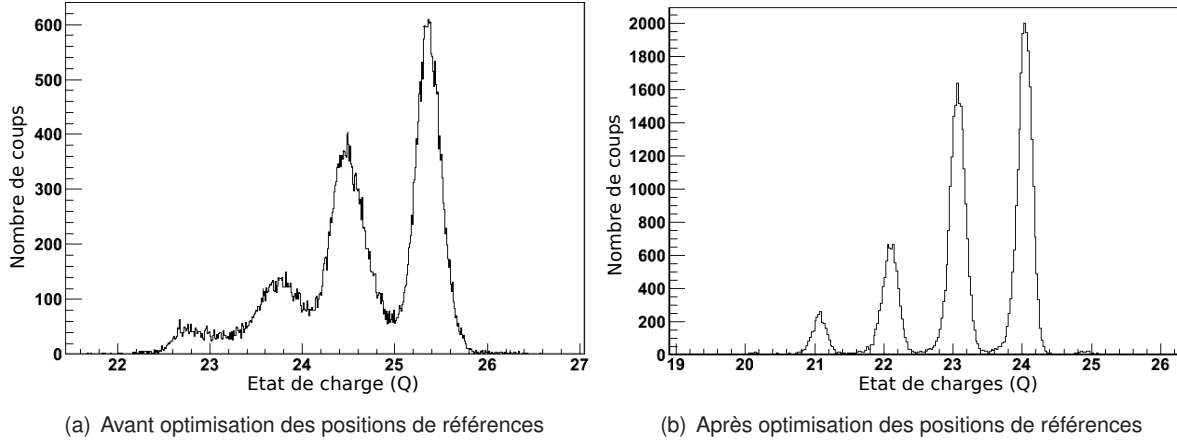 600
500
400
300
200
100
0
Nombre de coups
22 23 24 25 26 27
Etat de charge (Q)
(a) Avant optimisation des positions de références
2000
1800
1600
1400
1200
1000
800
600
400
200
0
Nombre de coups
19 20 21 22 23 24 25 26
Etat de charges (Q)
(b) Après optimisation des positions de références